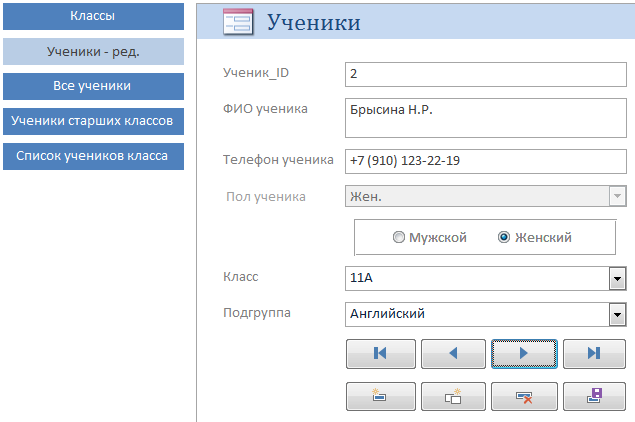 Классы
Ученики - ред.
Все ученики
Ученики старших классов
Список учеников класса
Ученики
Ученик_ID
2
ФИО ученика
Брысина Н.Р.
Телефон ученика
+7 (910) 123-22-19
Пол ученика
Жен.
Мужской
Женский
Класс
11А
Подгруппа
Английский